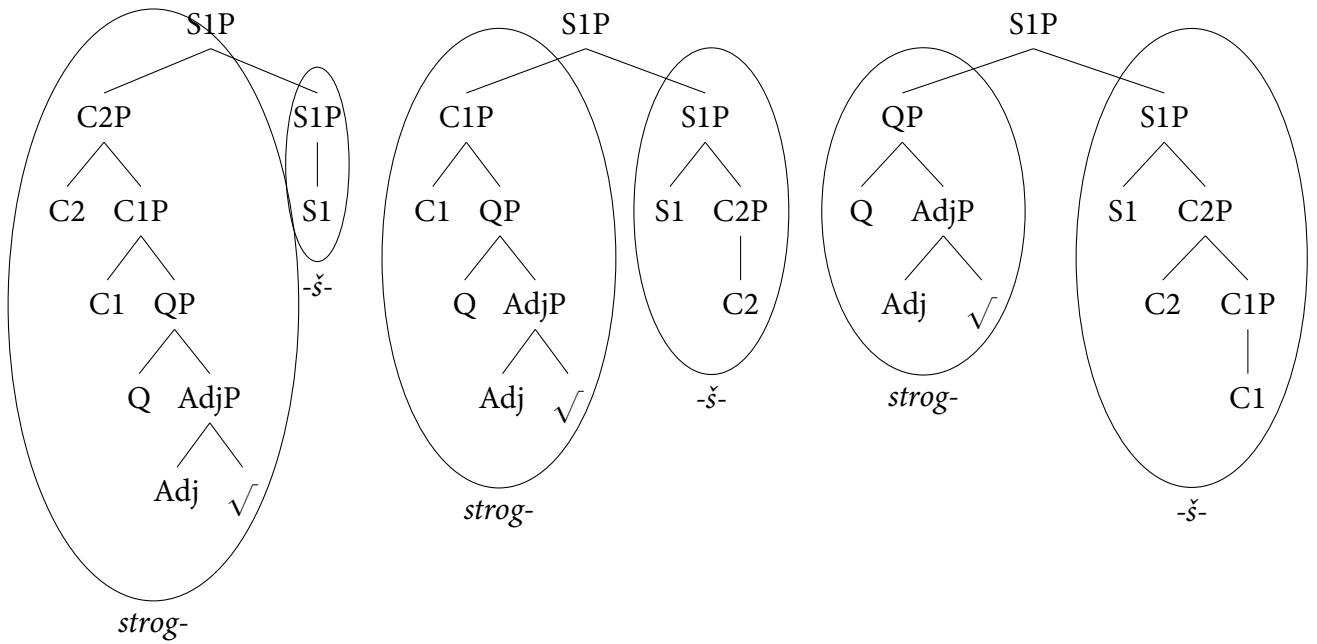 S1P S1P S1P
C2P S1P C1P S1P QP S1P
C2 C1P S1 C1 QP S1 C2P Q AdjP S1 C2P
C1 QP -š- Q AdjP C2 Adj √ C2 C1P
Q AdjP Adj √ -š- strog- C1
Adj √ strog- -š-
strog-